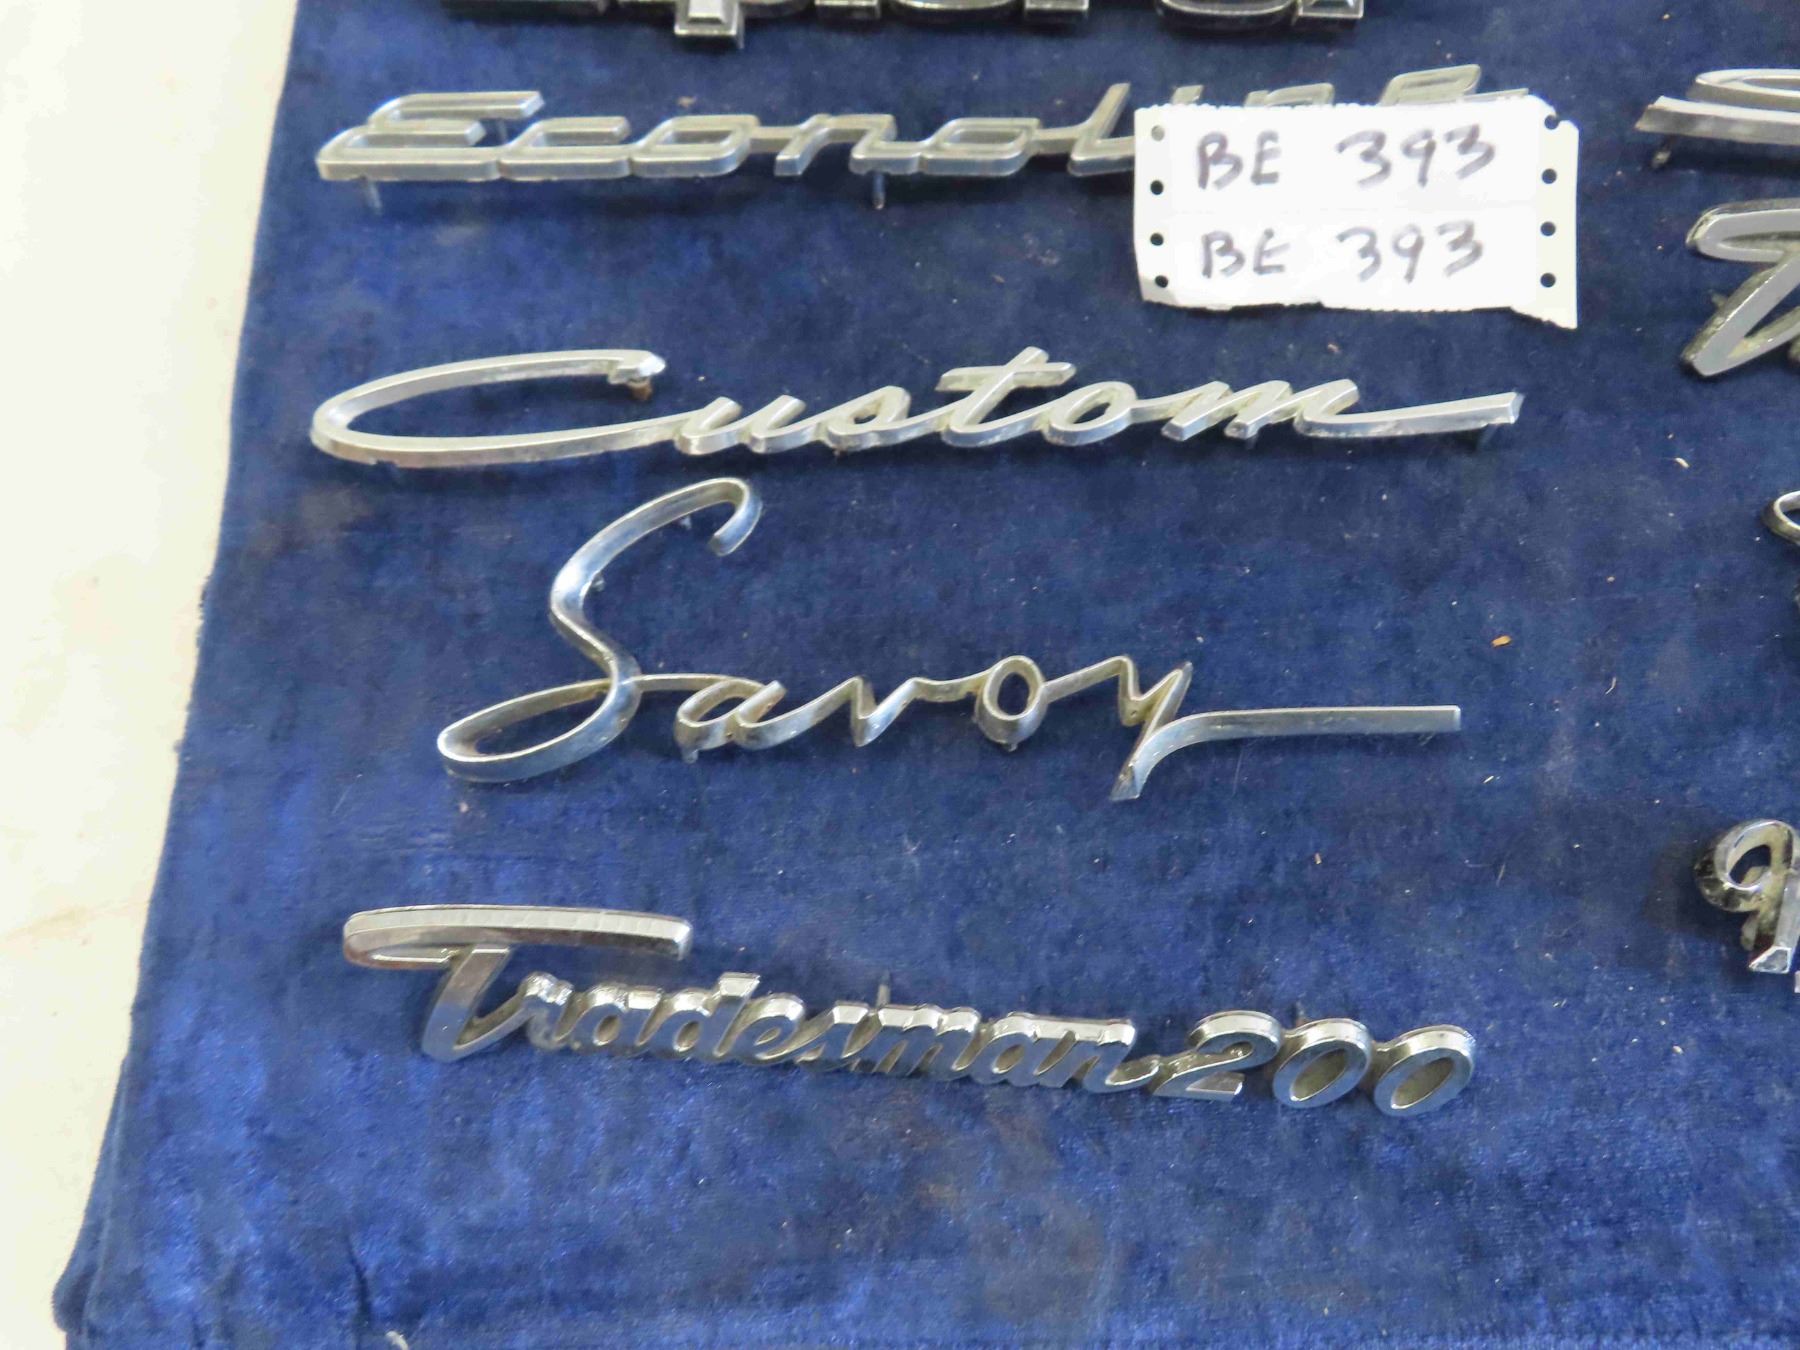 EconoLine
BE 393
BE 393
Custom
Savoy
Tradesman 200